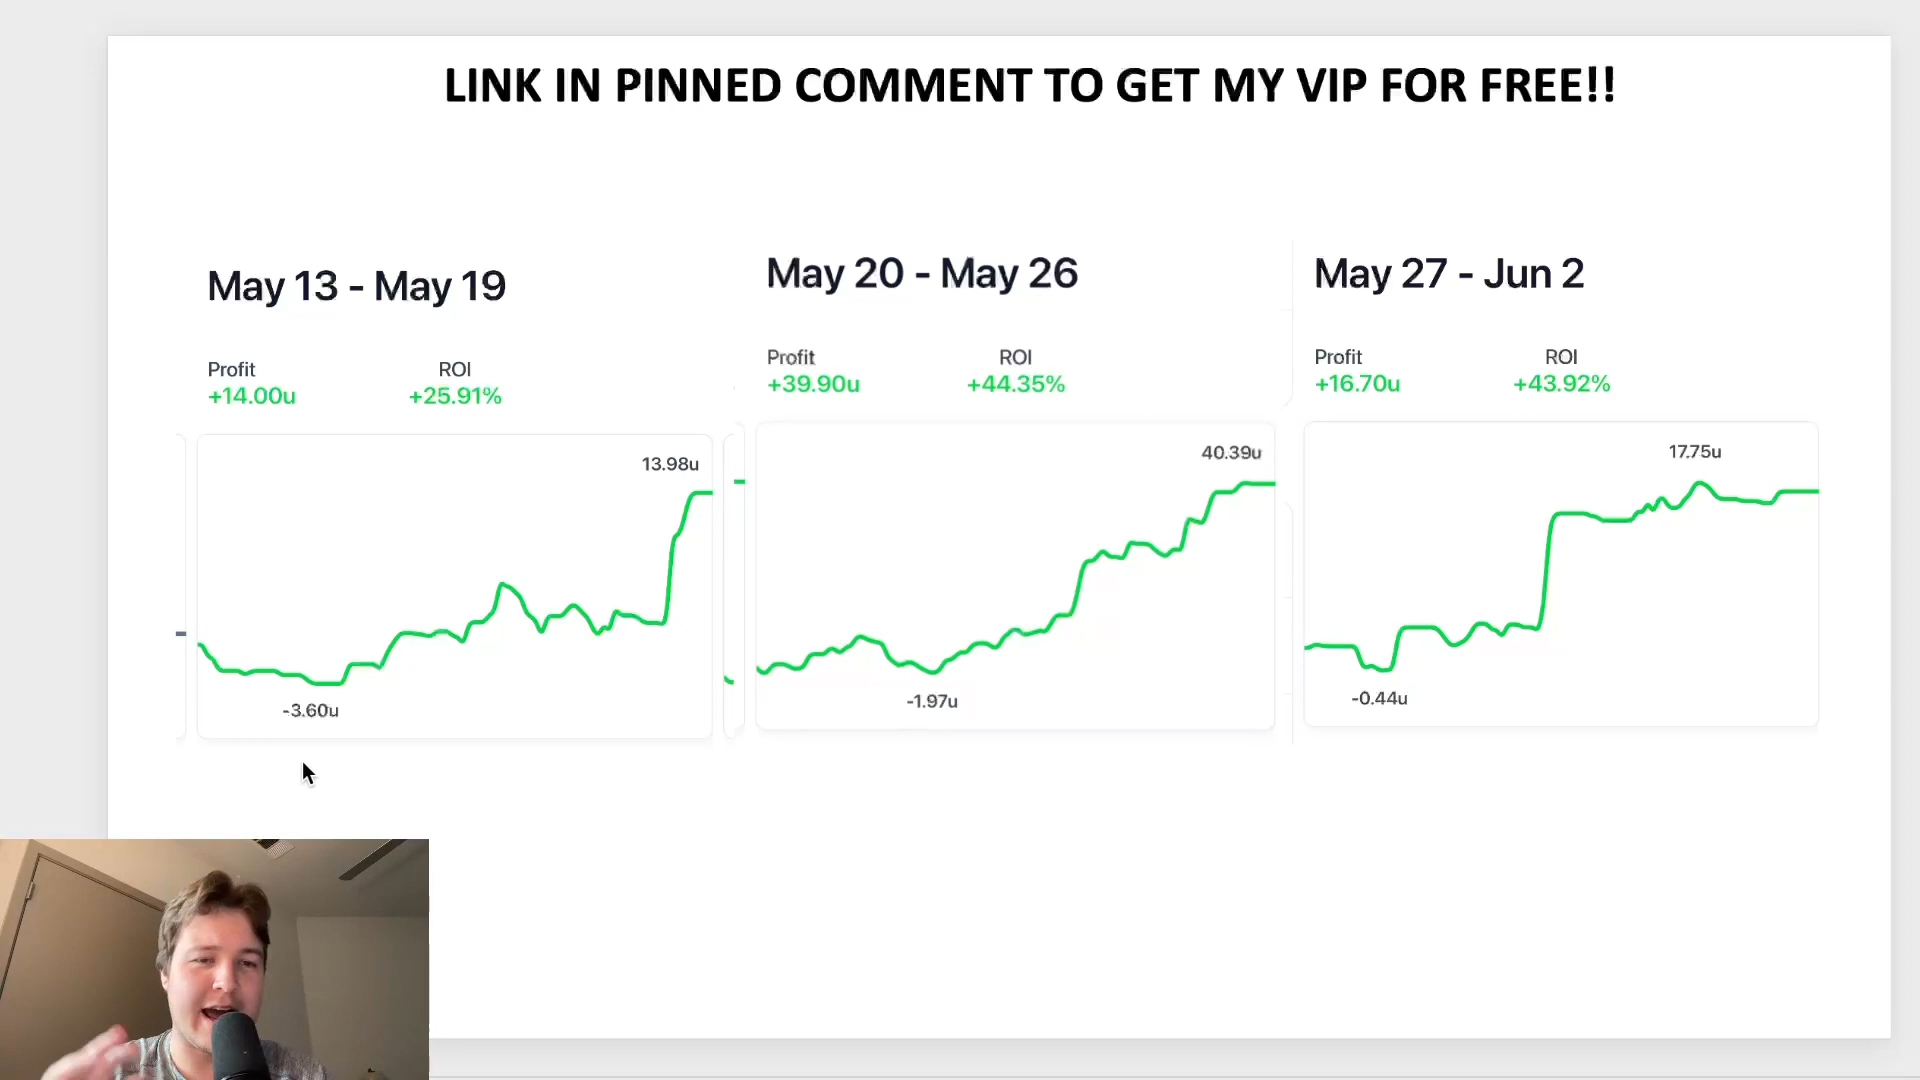 LINK IN PINNED COMMENT TO GET MY VIP FOR FREE!!
May 13 - May 19
Profit ROI
+14.00u +25.91%
13.98u
-3.60u
May 20 - May 26
Profit ROI
+39.90u +44.35%
40.39u
-1.97u
May 27 - Jun 2
Profit ROI
+16.70u +43.92%
17.75u
-0.44u